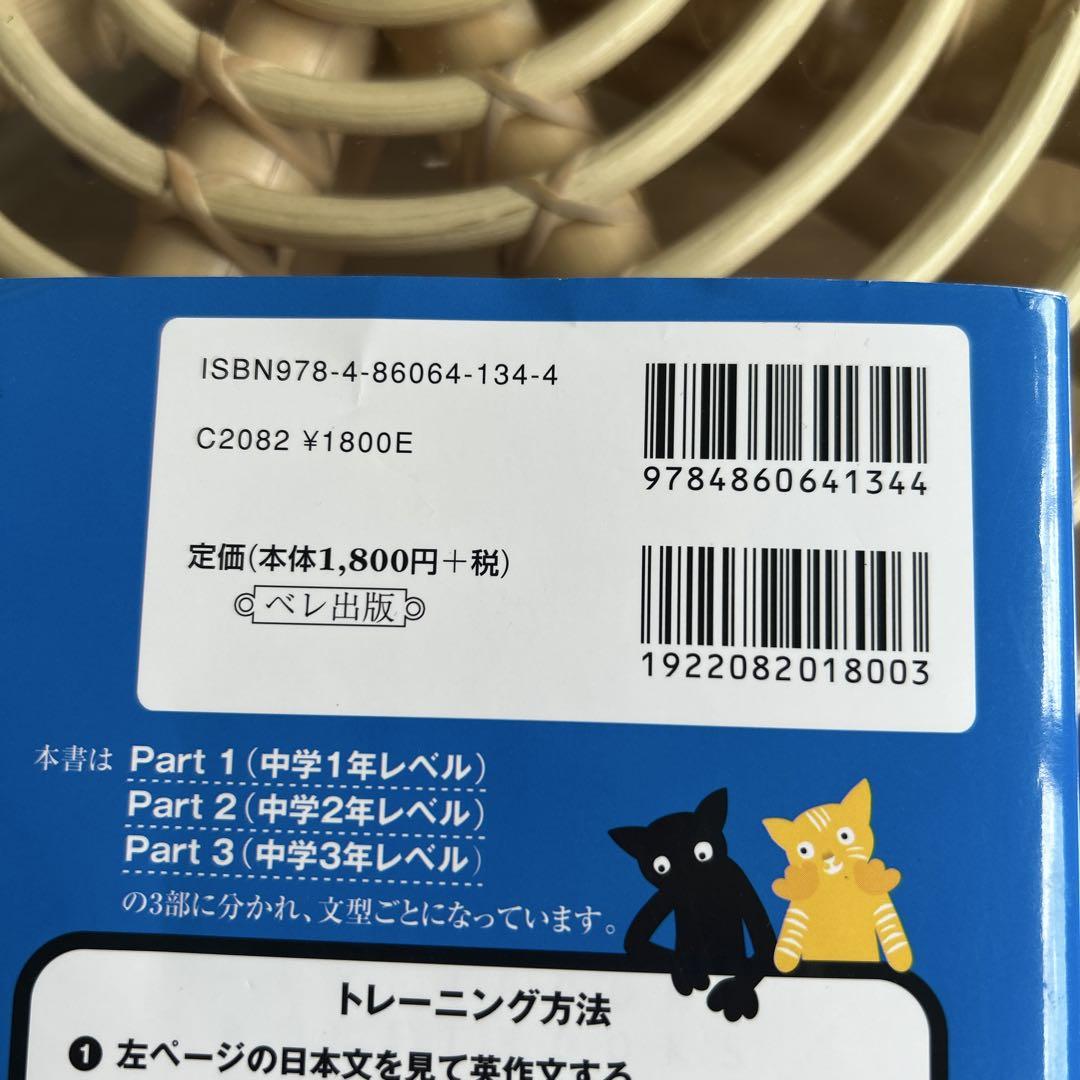 ISBN978-4-86064-134-4
C2082 ¥1800E
9784860641344
定価(本体1,800円+税)
ベレ出版
1922082018003
本書は Part 1(中学1年レベル)
Part 2(中学2年レベル)
Part 3(中学3年レベル)
の3部に分かれ、文型ごとになっています。
トレーニング方法
❶ 左ページの日本文を見て英作文する